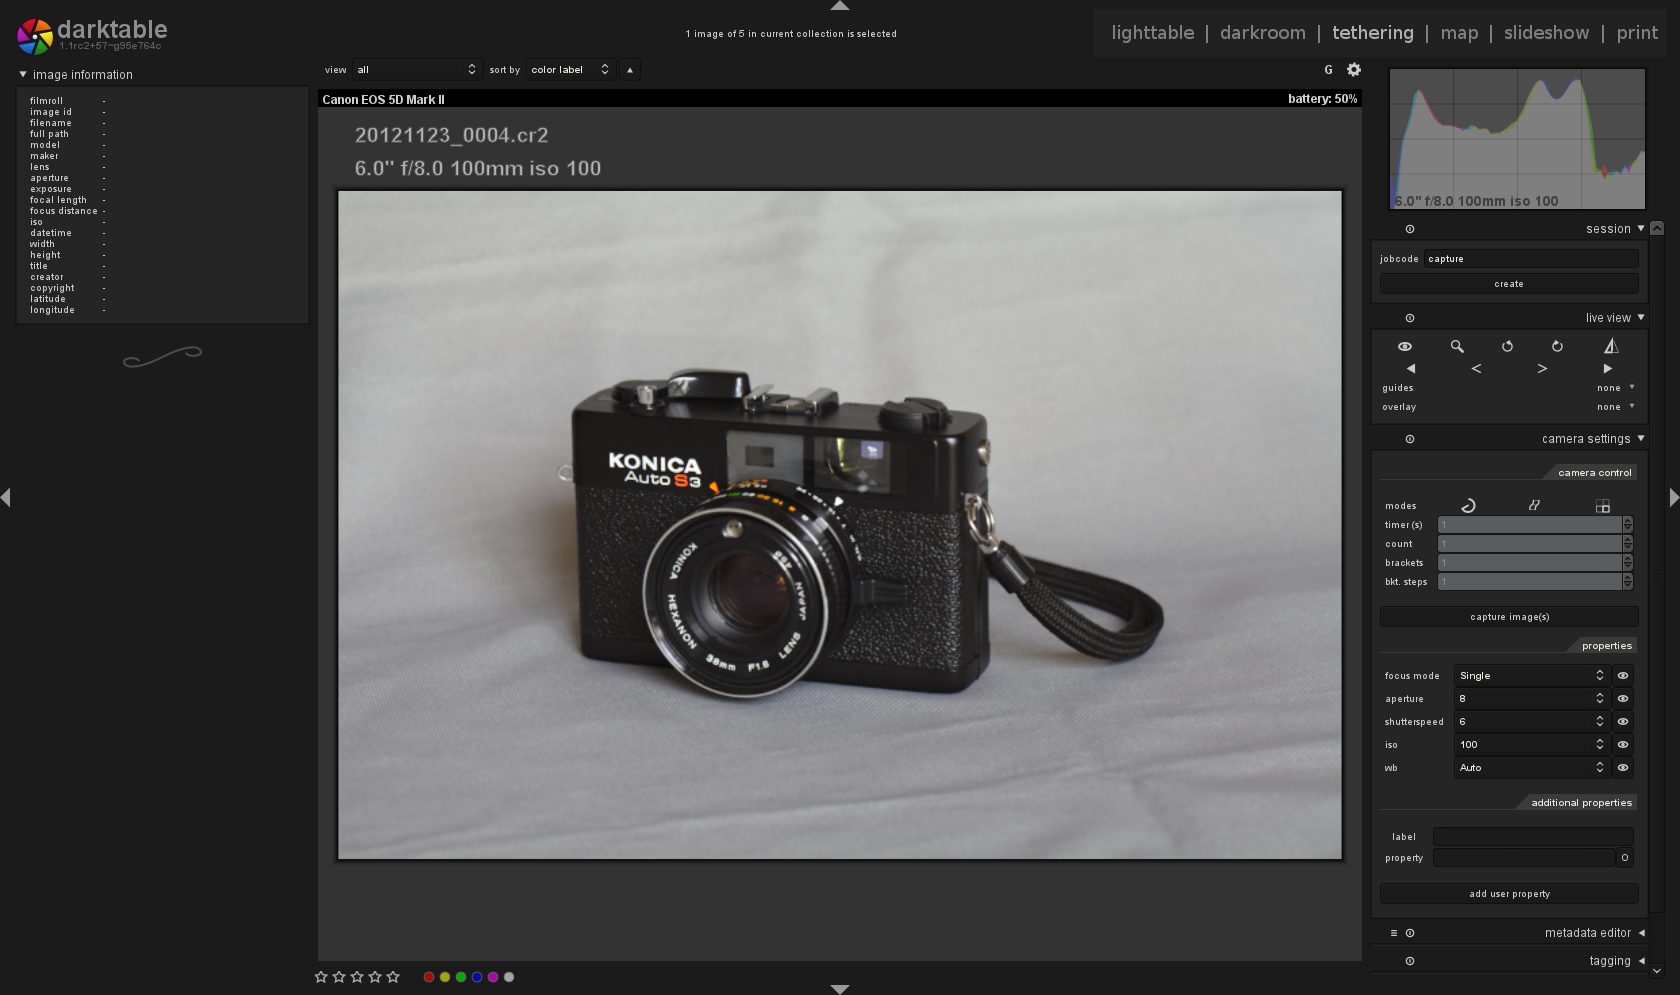 darktable
1.1rc2+57~g95e764c
1 image of 5 in current collection is selected
lighttable | darkroom | tethering | map | slideshow | print
image information
filmroll -
image id -
filename -
full path -
model -
maker -
lens -
aperture -
exposure -
focal length -
focus distance -
iso -
datetime -
width -
height -
title -
creator -
copyright -
latitude -
longitude -
view all sort by color label
G
Canon EOS 5D Mark II battery: 50%
20121123_0004.cr2
6.0" f/8.0 100mm iso 100
KONICA
Auto S3
KONICA HEXANON 38mm F1.8 LENS JAPAN
6.0" f/8.0 100mm iso 100
session
jobcode capture
create
live view
< >
guides none
overlay none
camera settings
camera control
modes
timer (s) 1
count 1
brackets 1
bkt. steps 1
capture image(s)
properties
focus mode Single
aperture 8
shutterspeed 6
iso 100
wb Auto
additional properties
label
property O
add user property
metadata editor
tagging